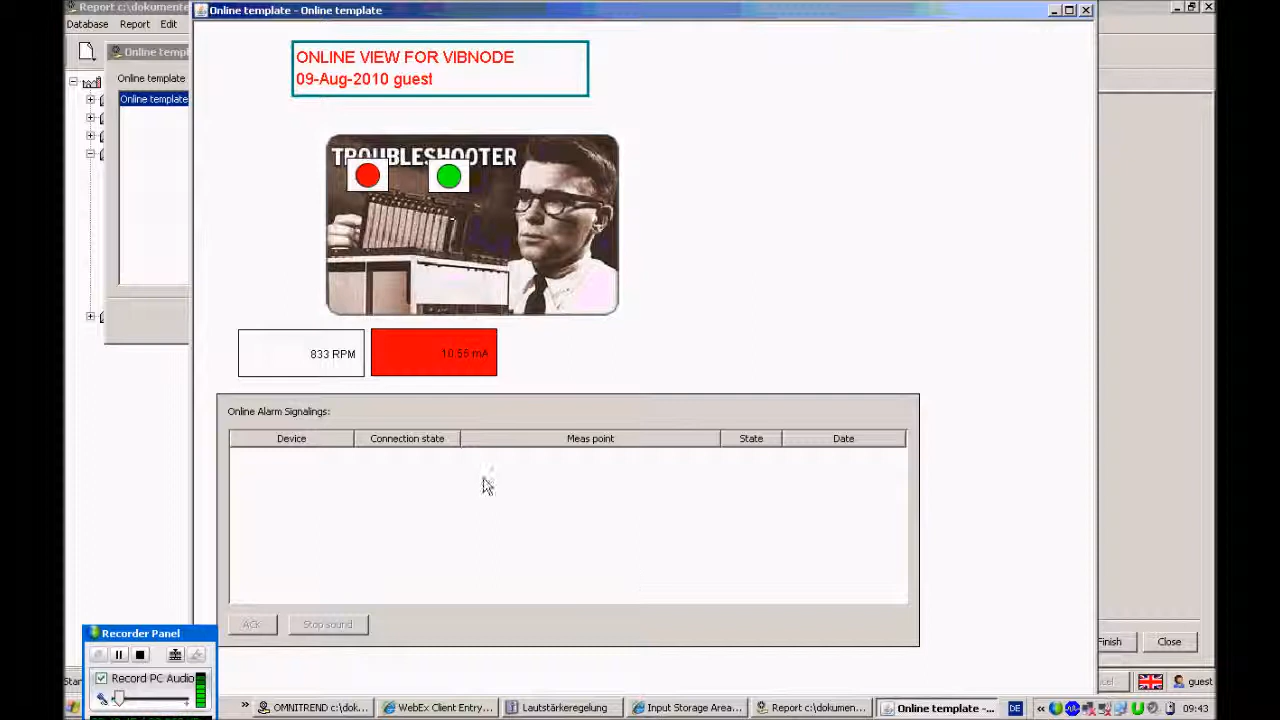 Report c:\dokumente
Online template - Online template
Database Report Edit
Online templ
Online template
Online template
ONLINE VIEW FOR VIBNODE
09-Aug-2010 guest
TROUBLESHOOTER
833 RPM
10.55 mA
Online Alarm Signalings:
Device Connection state Meas point State Date
Ack Stop sound
Recorder Panel
Record PC Audio
Finish Close
guest
OMNITREND c:\dok... WebEx Client Entry... Lautstärkeregelung Input Storage Area... Report c:\dokumen... Online template -... DE « 09:43